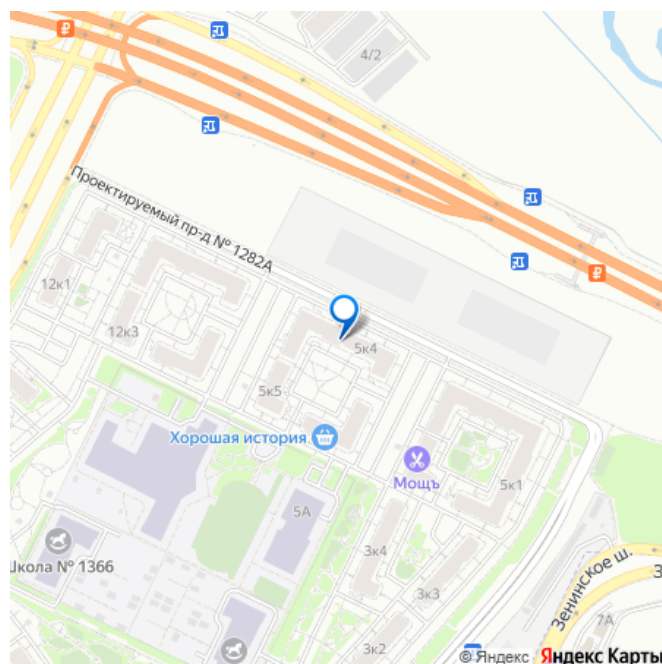 4/2
Проектируемый пр-д № 1282А
12к1
12к3
5к4
5к5
Хорошая история
Мощъ
5к1
5А
Школа № 1366
3к4
3к3
3к2
Зенинское ш.
7А
© Яндекс Яндекс Карты